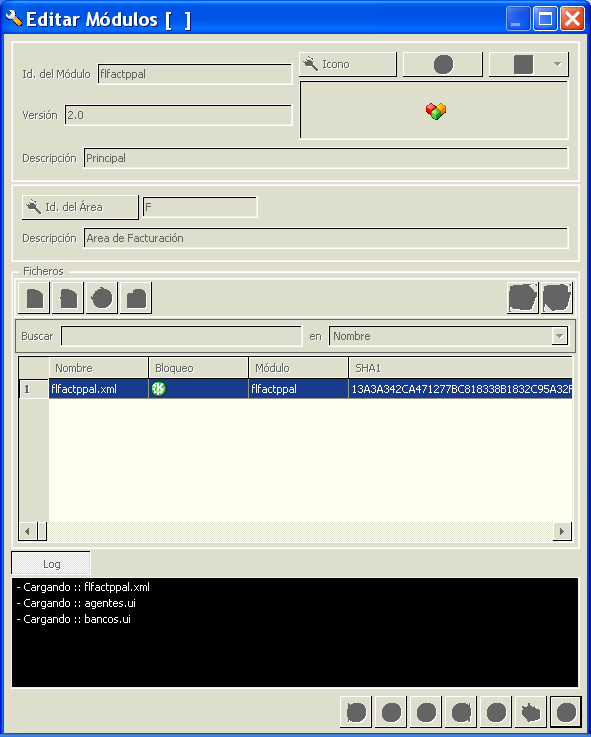 Editar Módulos [ ]
Id. del Módulo flfactppal
Icono
Versión 2.0
Descripción Principal
Id. del Área F
Descripción Area de Facturación
Ficheros
Buscar en Nombre
Nombre Bloqueo Módulo SHA1
1 flfactppal.xml flfactppal 13A3A342CA471277BC818338B1832C95A32F
Log
- Cargando :: flfactppal.xml
- Cargando :: agentes.ui
- Cargando :: bancos.ui